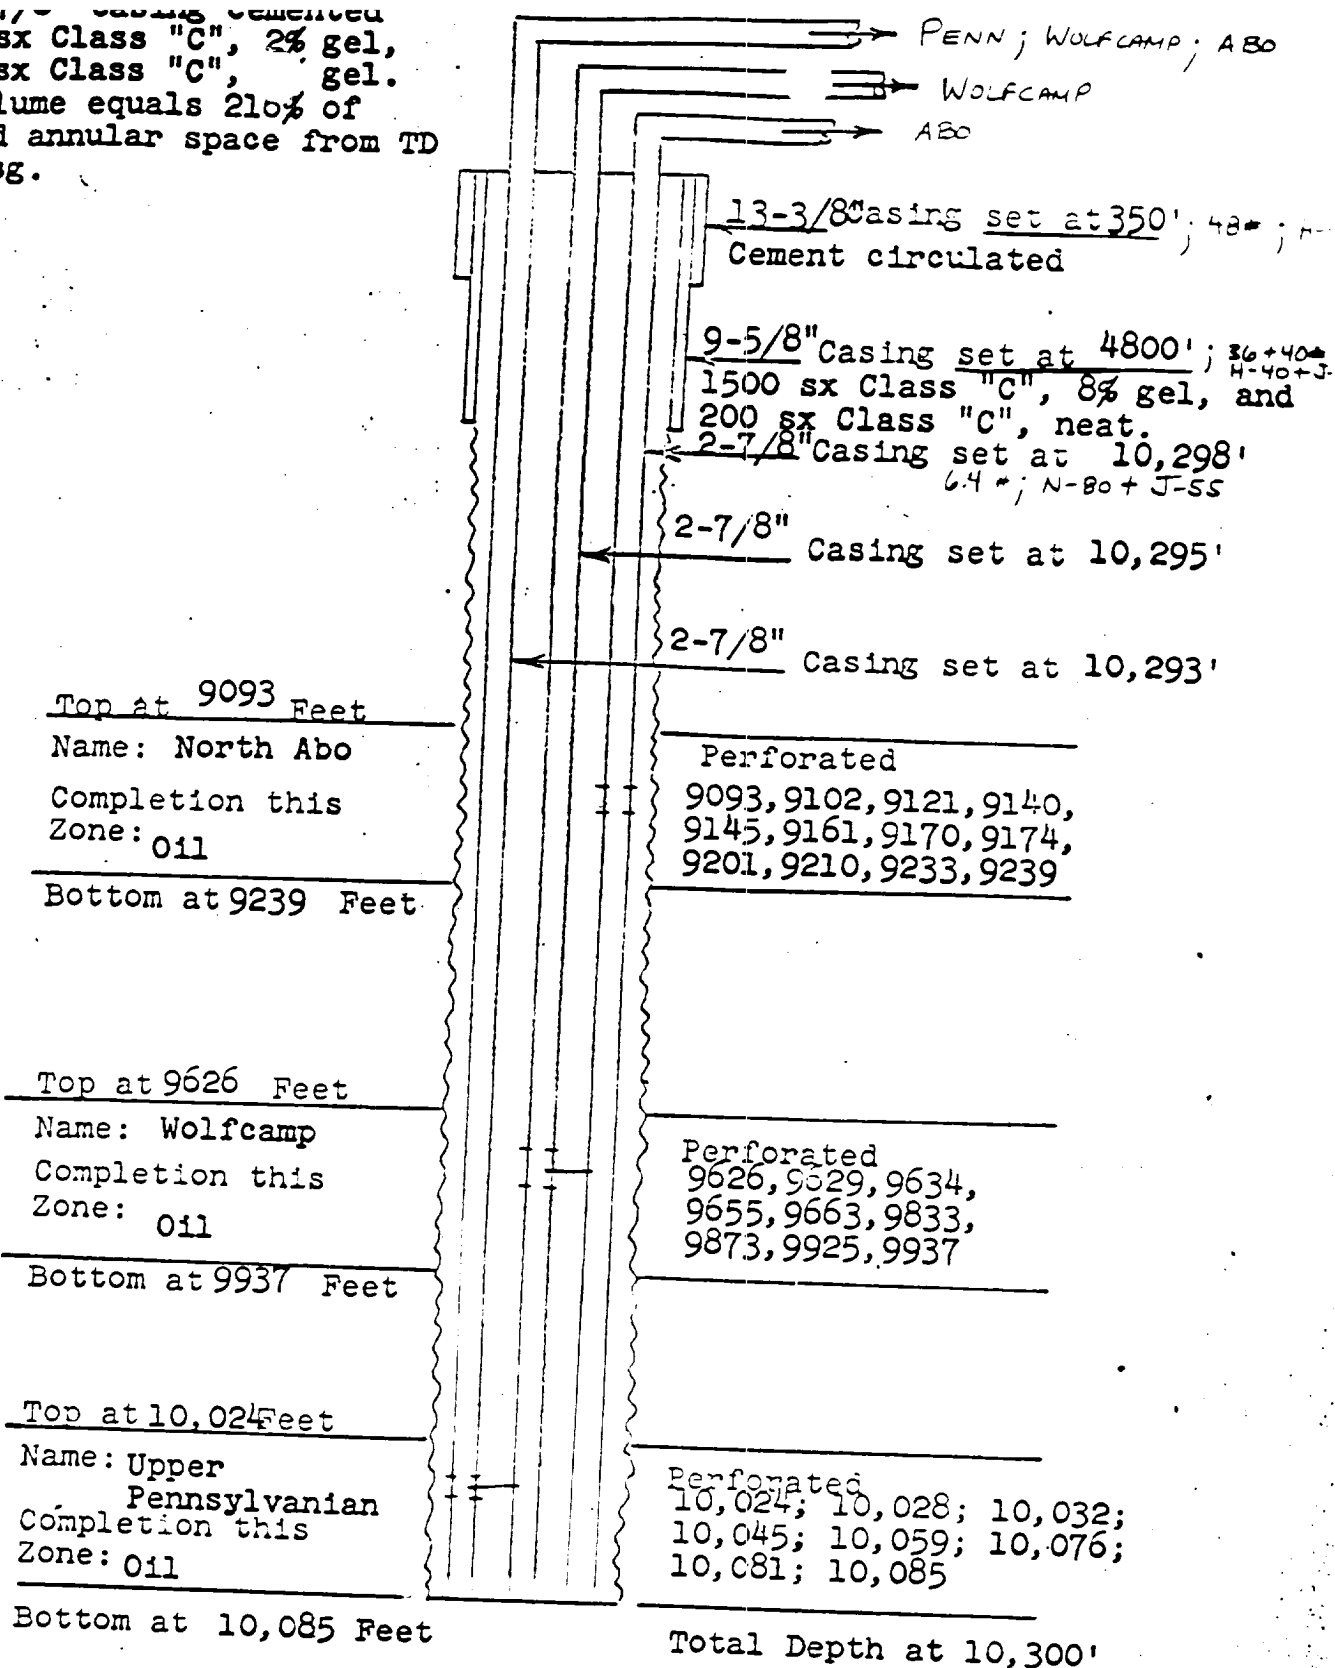 casing cemented
sx Class "C", 2% gel,
sx Class "C", gel.
lume equals 210% of
d annular space from TD
sg.
PENN; WOLFCAMP; ABO
WOLFCAMP
ABO
13-3/8" Casing set at 350'; 48#; H-
Cement circulated
9-5/8" Casing set at 4800'; 36+40#
H-40+J-
1500 sx Class "C", 8% gel, and
200 sx Class "C", neat.
2-7/8" Casing set at 10,298'
6.4 #; N-80 + J-55
2-7/8" Casing set at 10,295'
2-7/8" Casing set at 10,293'
Top at 9093 Feet
Name: North Abo
Completion this
Zone: Oil
Bottom at 9239 Feet
Perforated
9093,9102,9121,9140,
9145,9161,9170,9174,
9201,9210,9233,9239
Top at 9626 Feet
Name: Wolfcamp
Completion this
Zone: Oil
Bottom at 9937 Feet
Perforated
9626,9629,9634,
9655,9663,9833,
9873,9925,9937
Top at 10,024 Feet
Name: Upper
Pennsylvanian
Completion this
Zone: Oil
Bottom at 10,085 Feet
Perforated
10,024; 10,028; 10,032;
10,045; 10,059; 10,076;
10,081; 10,085
Total Depth at 10,300'